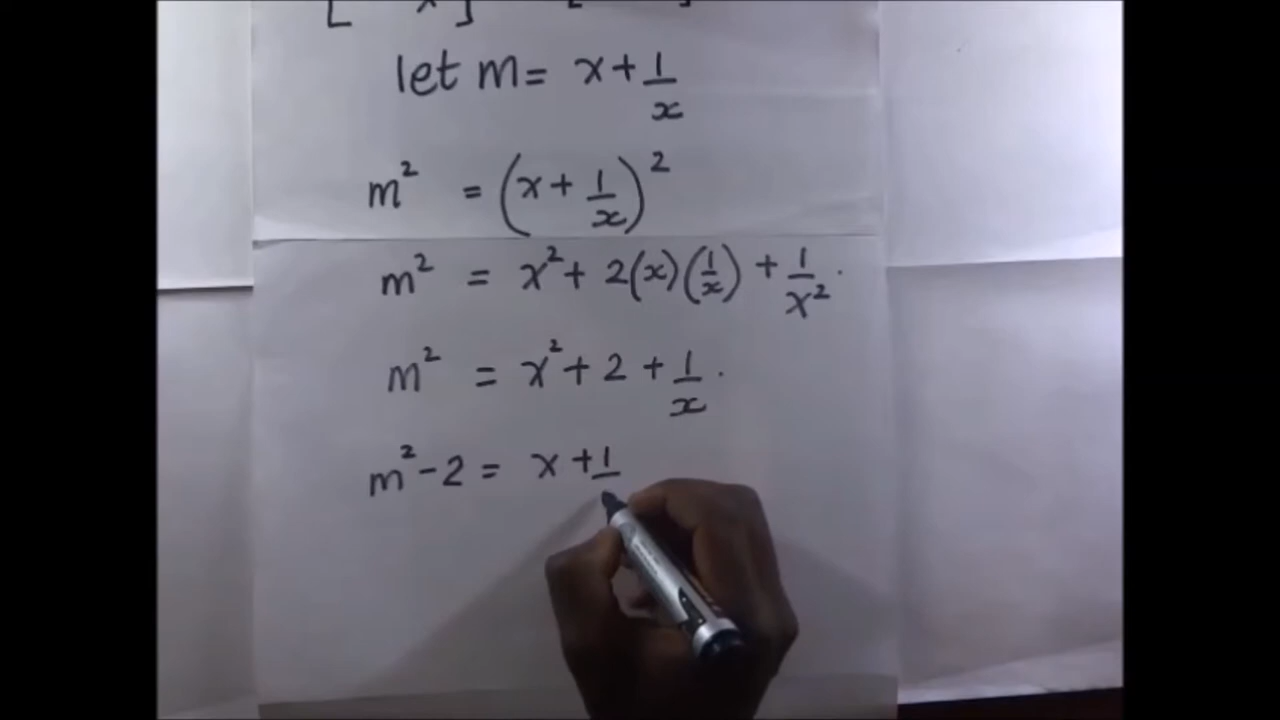 let m = x + 1/x
m² = (x + 1/x)²
m² = x² + 2(x)(1/x) + 1/x² .
m² = x² + 2 + 1/x .
m² - 2 = x + 1/